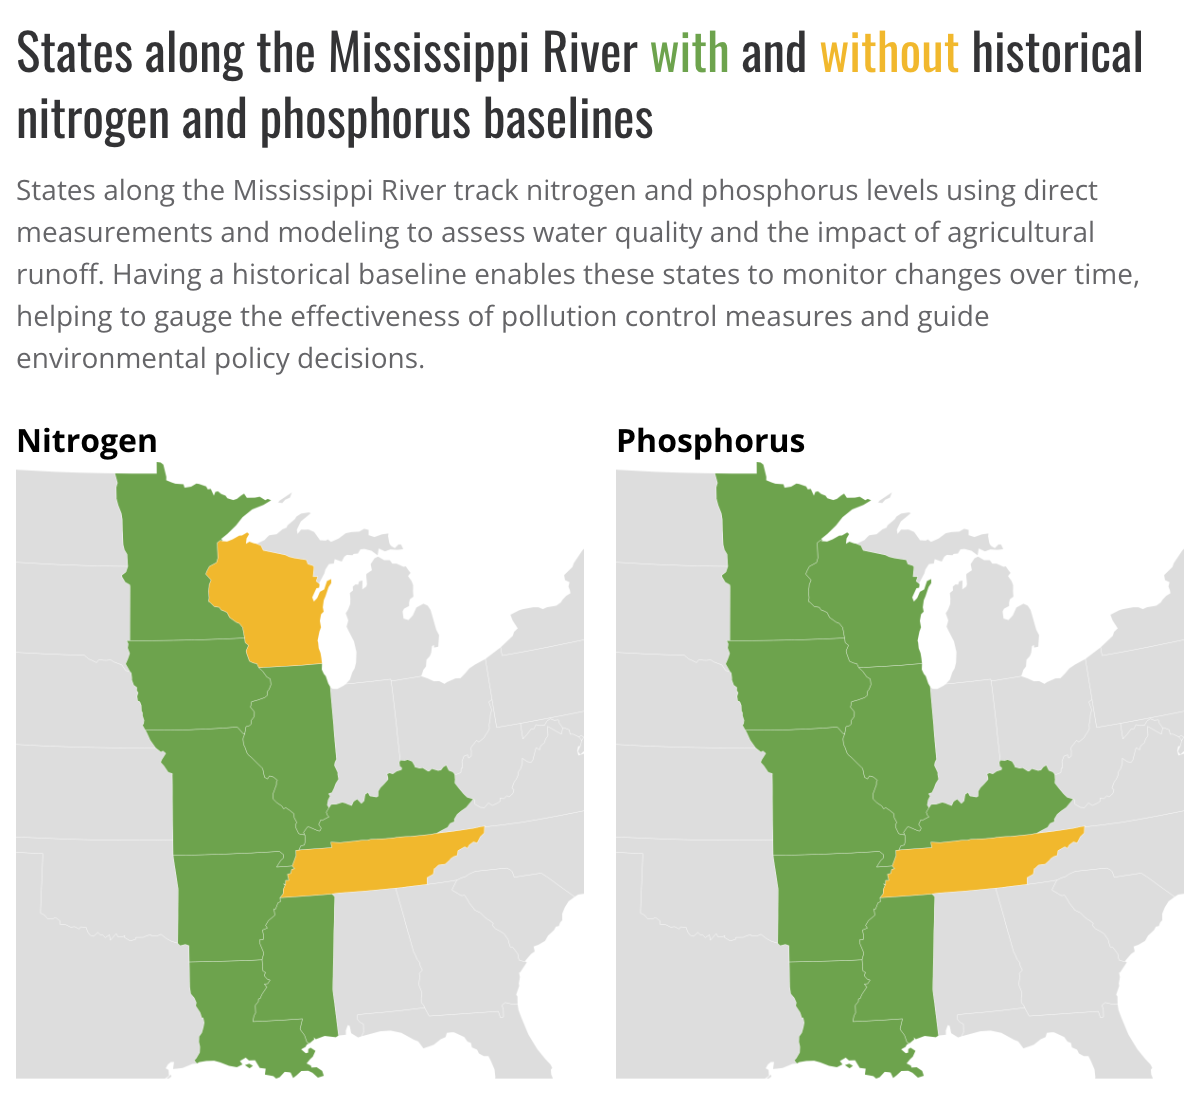 States along the Mississippi River with and without historical
nitrogen and phosphorus baselines
States along the Mississippi River track nitrogen and phosphorus levels using direct
measurements and modeling to assess water quality and the impact of agricultural
runoff. Having a historical baseline enables these states to monitor changes over time,
helping to gauge the effectiveness of pollution control measures and guide
environmental policy decisions.
Nitrogen
Phosphorus